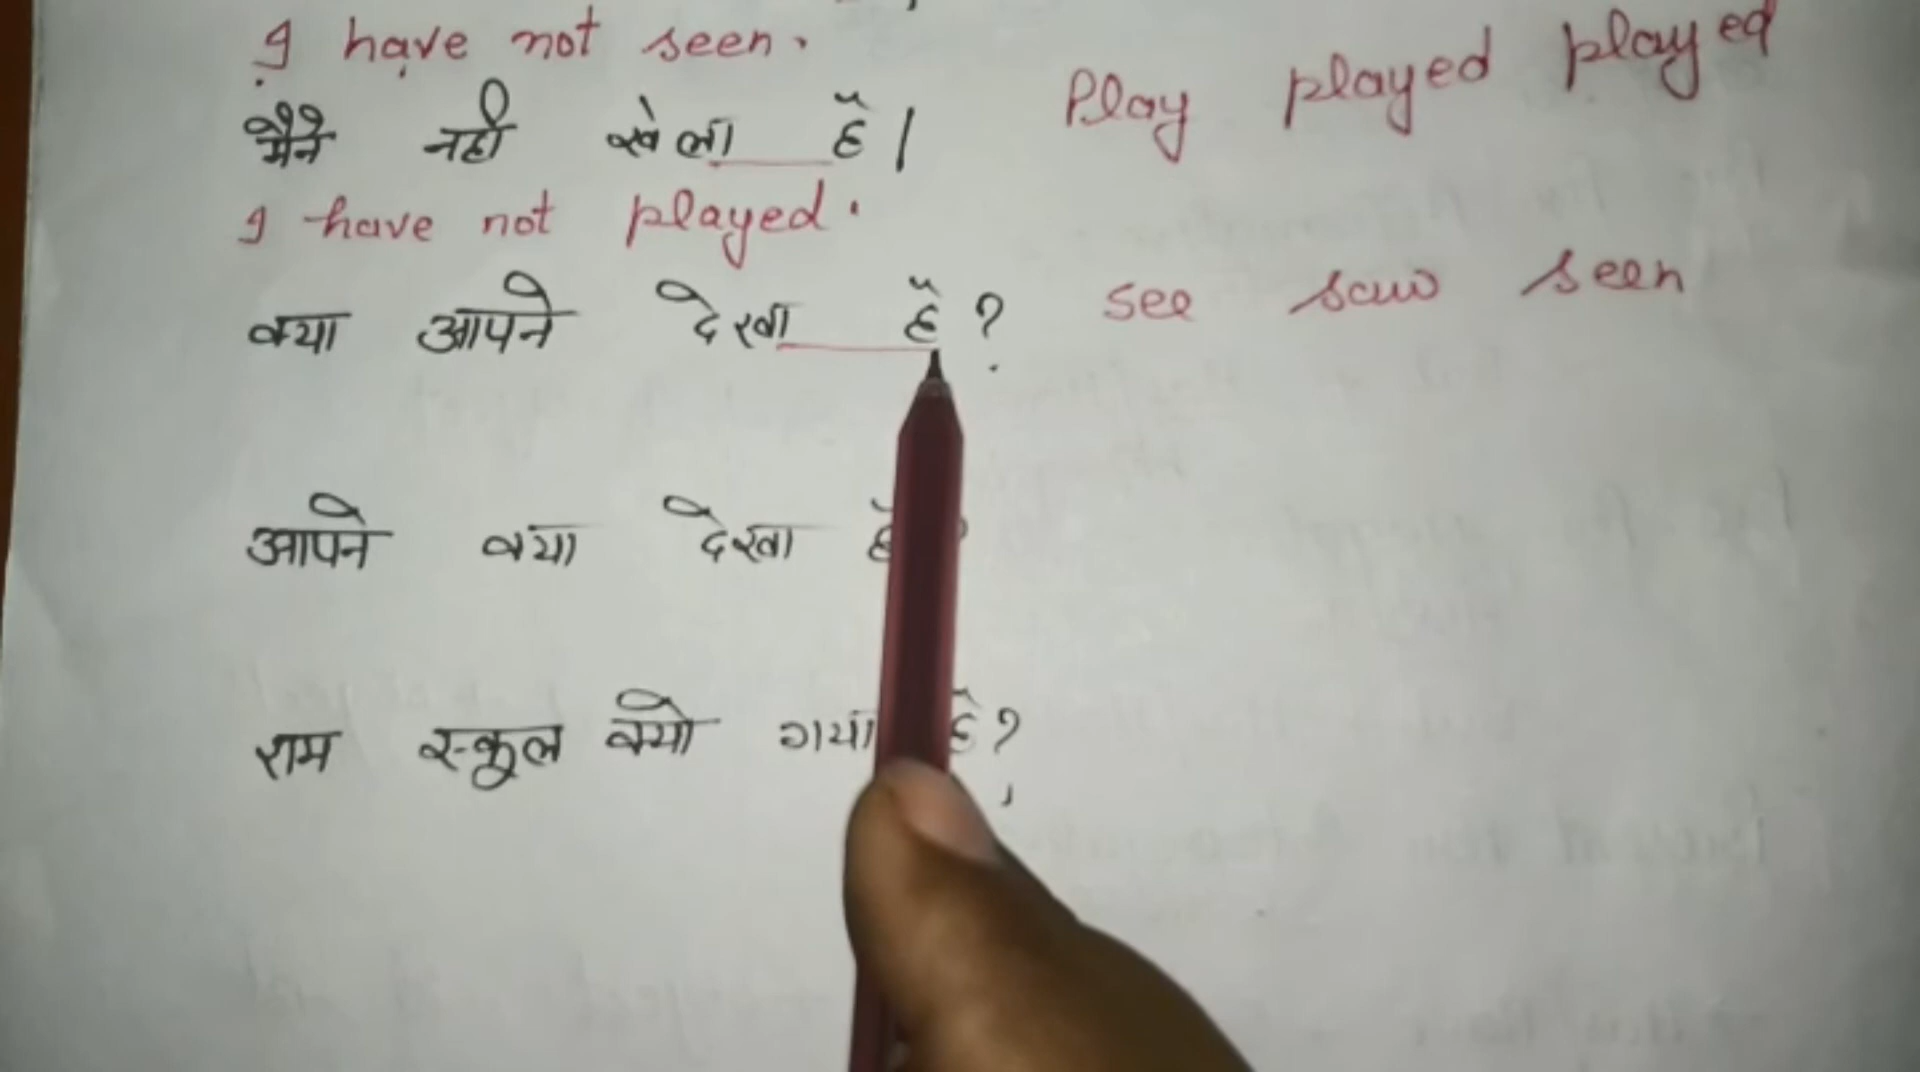 I have not seen.
मैने नही खेला हैं। Play played played
I have not played.
क्या आपने देखा हैं? see saw seen
आपने क्या देखा
राम स्कूल क्यो गया है?